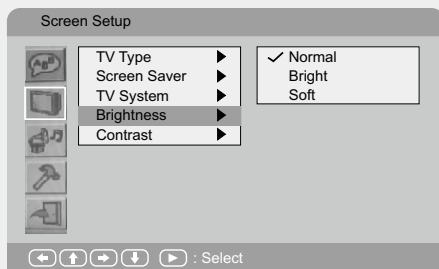 Screen Setup
TV Type
Screen Saver
TV System
Brightness
Contrast
Normal
Bright
Soft
: Select